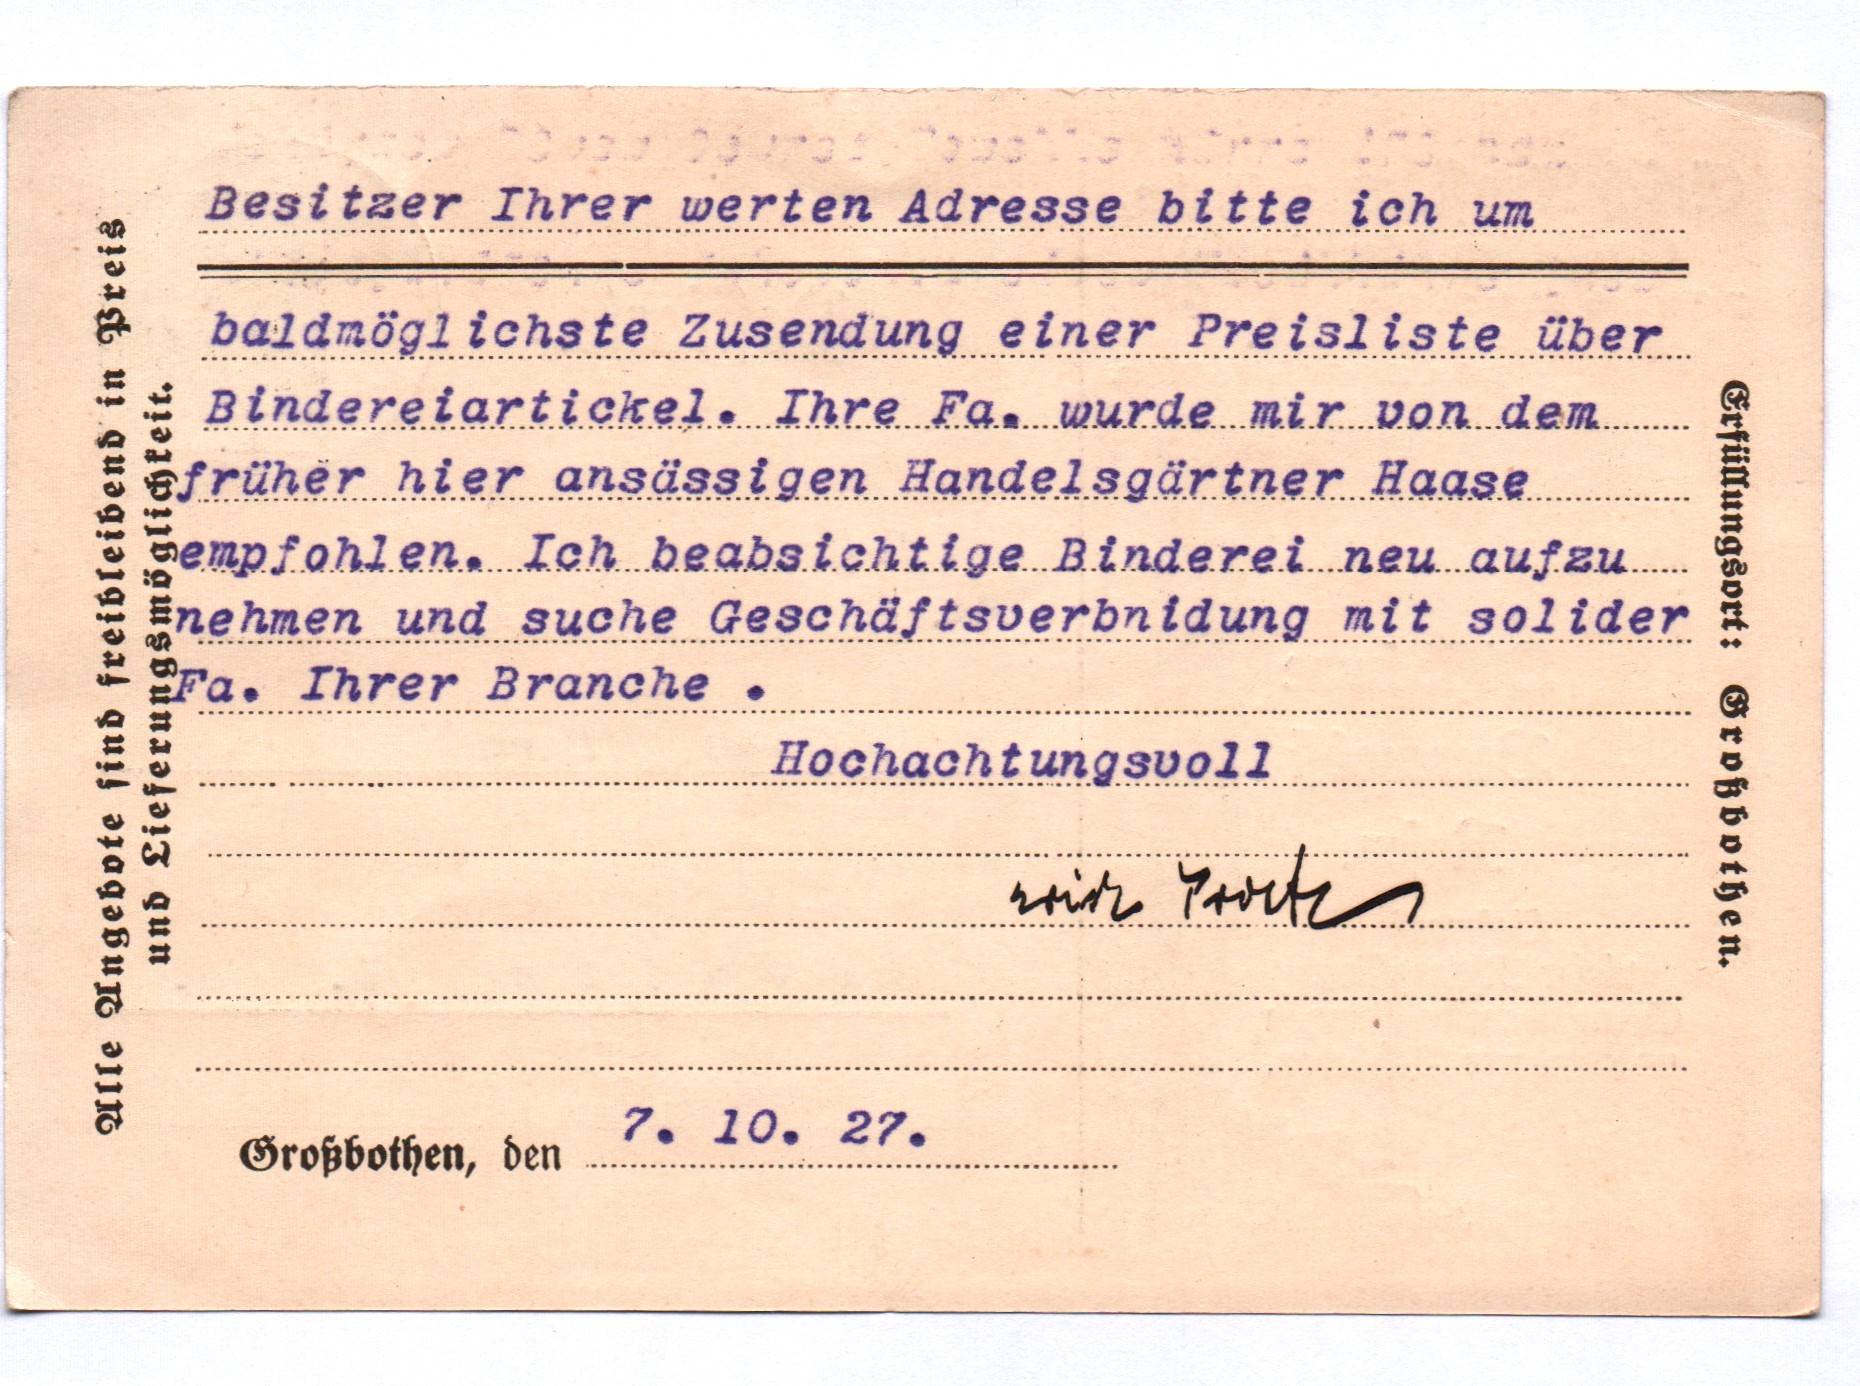 Besitzer Ihrer werten Adresse bitte ich um
baldmöglichste Zusendung einer Preisliste über
Bindereiartickel. Ihre Fa. wurde mir von dem
früher hier ansässigen Handelsgärtner Haase
empfohlen. Ich beabsichtige Binderei neu aufzu
nehmen und suche Geschäftsverbnidung mit solider
Fa. Ihrer Branche .
Hochachtungsvoll
Großbothen, den 7. 10. 27.
Alle Angebote sind freibleibend in Preis
und Lieferungsmöglichkeit.
Erfüllungsort: Großbothen.